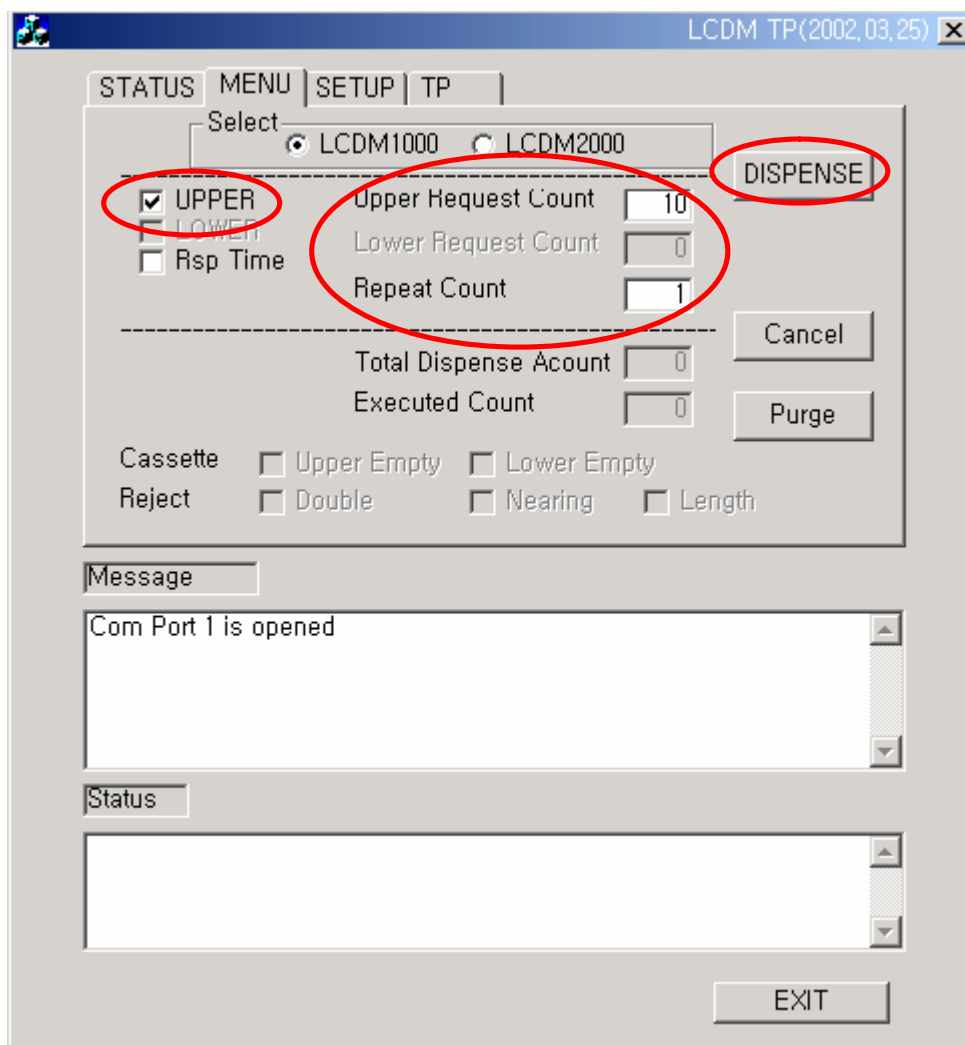 LCDM TP(2002,03,25)
STATUS MENU SETUP TP
Select
LCDM1000 LCDM2000
DISPENSE
UPPER Upper Request Count 10
LOWER Lower Request Count 0
Rsp Time
Repeat Count 1
Cancel
Total Dispense Acount 0
Executed Count 0
Purge
Cassette Upper Empty Lower Empty
Reject Double Nearing Length
Message
Com Port 1 is opened
Status
EXIT